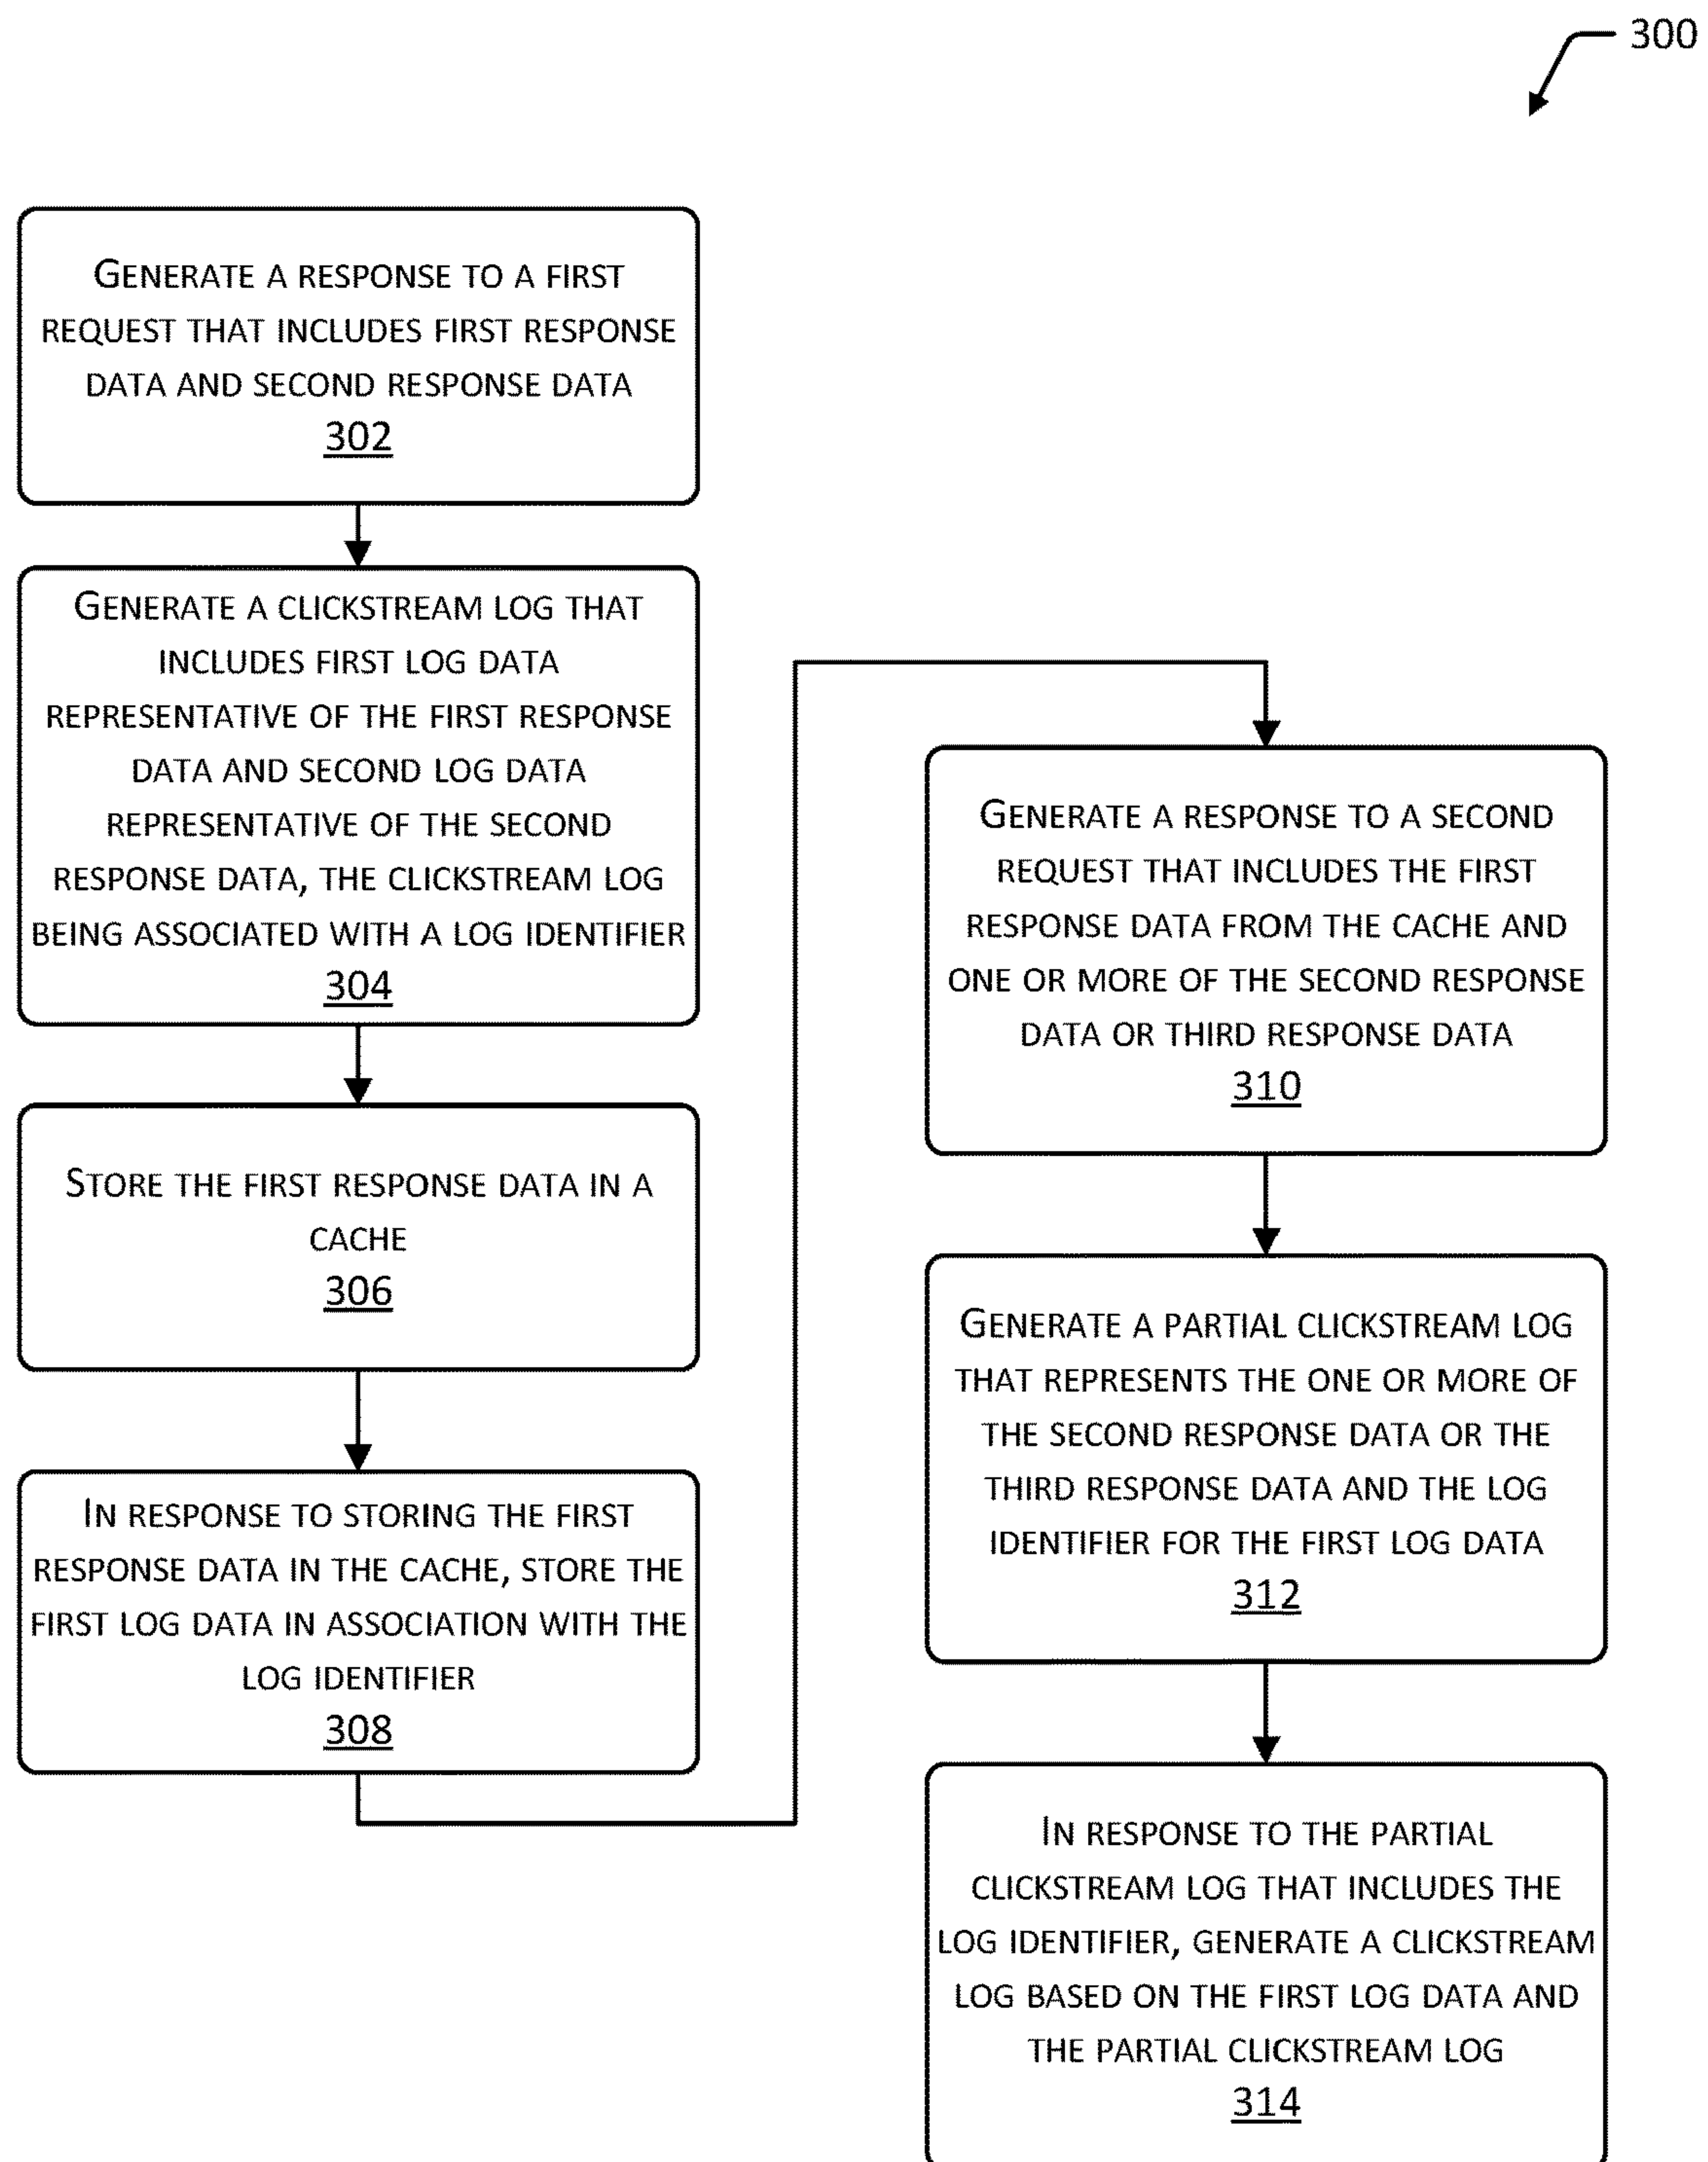 300
GENERATE A RESPONSE TO A FIRST
REQUEST THAT INCLUDES FIRST RESPONSE
DATA AND SECOND RESPONSE DATA
302
GENERATE A CLICKSTREAM LOG THAT
INCLUDES FIRST LOG DATA
REPRESENTATIVE OF THE FIRST RESPONSE
DATA AND SECOND LOG DATA
REPRESENTATIVE OF THE SECOND
RESPONSE DATA, THE CLICKSTREAM LOG
BEING ASSOCIATED WITH A LOG IDENTIFIER
304
STORE THE FIRST RESPONSE DATA IN A
CACHE
306
IN RESPONSE TO STORING THE FIRST
RESPONSE DATA IN THE CACHE, STORE THE
FIRST LOG DATA IN ASSOCIATION WITH THE
LOG IDENTIFIER
308
GENERATE A RESPONSE TO A SECOND
REQUEST THAT INCLUDES THE FIRST
RESPONSE DATA FROM THE CACHE AND
ONE OR MORE OF THE SECOND RESPONSE
DATA OR THIRD RESPONSE DATA
310
GENERATE A PARTIAL CLICKSTREAM LOG
THAT REPRESENTS THE ONE OR MORE OF
THE SECOND RESPONSE DATA OR THE
THIRD RESPONSE DATA AND THE LOG
IDENTIFIER FOR THE FIRST LOG DATA
312
IN RESPONSE TO THE PARTIAL
CLICKSTREAM LOG THAT INCLUDES THE
LOG IDENTIFIER, GENERATE A CLICKSTREAM
LOG BASED ON THE FIRST LOG DATA AND
THE PARTIAL CLICKSTREAM LOG
314